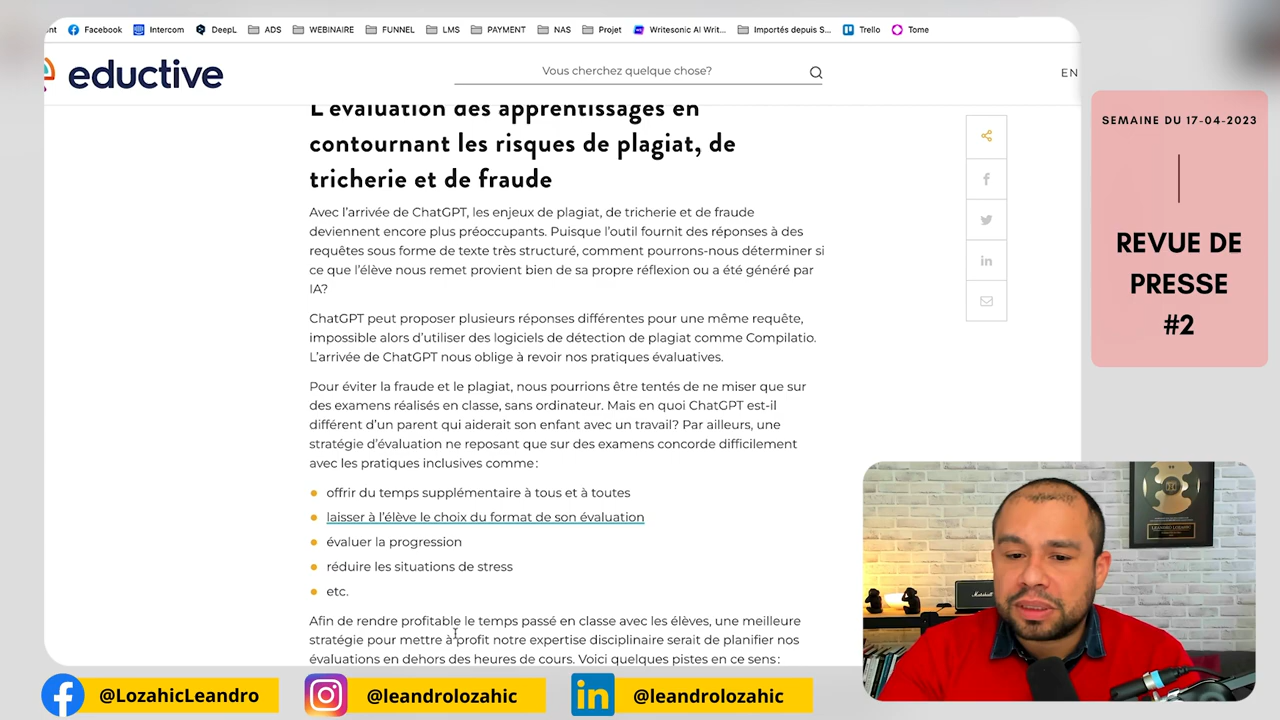 Facebook Intercom DeepL ADS WEBINAIRE FUNNEL LMS PAYMENT NAS Projet Writesonic AI Writ... Importés depuis S... Trello Tome
eductive
Vous cherchez quelque chose?
EN
L'évaluation des apprentissages en
contournant les risques de plagiat, de
tricherie et de fraude
Avec l'arrivée de ChatGPT, les enjeux de plagiat, de tricherie et de fraude
deviennent encore plus préoccupants. Puisque l'outil fournit des réponses à des
requêtes sous forme de texte très structuré, comment pourrons-nous déterminer si
ce que l'élève nous remet provient bien de sa propre réflexion ou a été généré par
IA?
ChatGPT peut proposer plusieurs réponses différentes pour une même requête,
impossible alors d'utiliser des logiciels de détection de plagiat comme Compilatio.
L'arrivée de ChatGPT nous oblige à revoir nos pratiques évaluatives.
Pour éviter la fraude et le plagiat, nous pourrions être tentés de ne miser que sur
des examens réalisés en classe, sans ordinateur. Mais en quoi ChatGPT est-il
différent d'un parent qui aiderait son enfant avec un travail? Par ailleurs, une
stratégie d'évaluation ne reposant que sur des examens concorde difficilement
avec les pratiques inclusives comme :
offrir du temps supplémentaire à tous et à toutes
laisser à l'élève le choix du format de son évaluation
évaluer la progression
réduire les situations de stress
etc.
Afin de rendre profitable le temps passé en classe avec les élèves, une meilleure
stratégie pour mettre à profit notre expertise disciplinaire serait de planifier nos
évaluations en dehors des heures de cours. Voici quelques pistes en ce sens :
SEMAINE DU 17-04-2023
REVUE DE
PRESSE
#2
LEANDRO LOZAHIC
Marshall
@LozahicLeandro
@leandrolozahic
@leandrolozahic